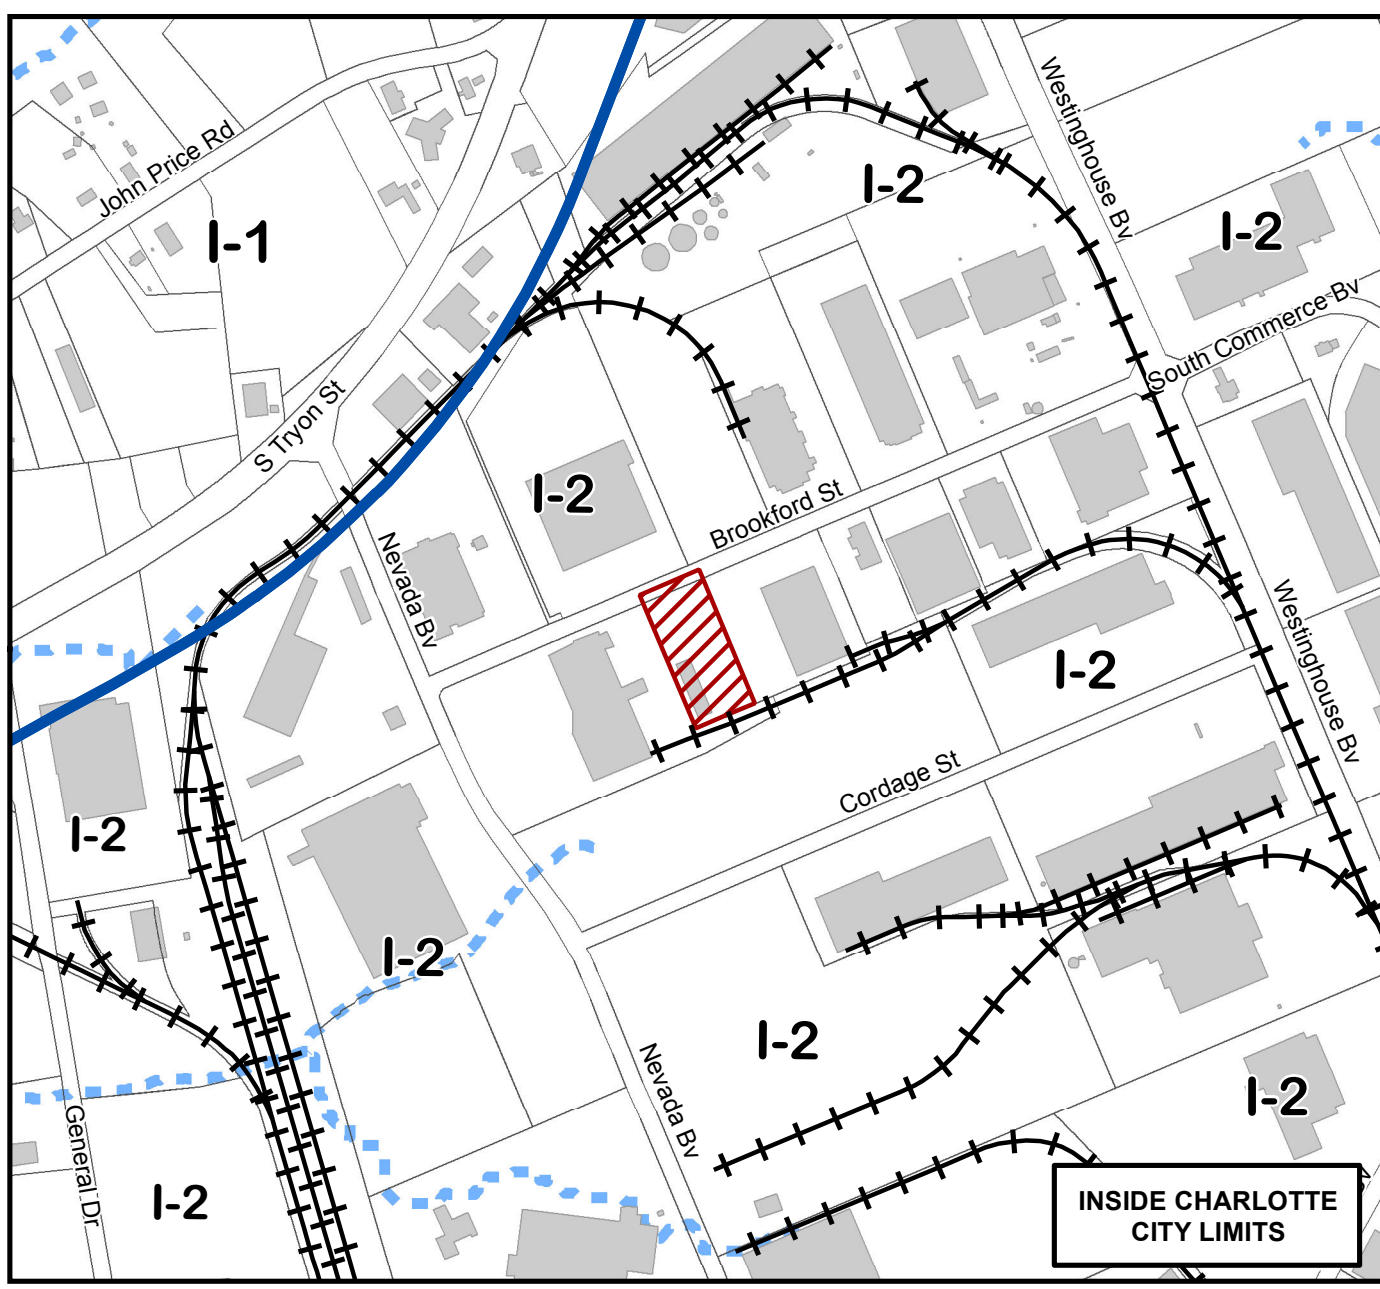 John Price Rd
I-1
I-2
Westinghouse Bv
I-2
South Commerce Bv
S Tryon St
I-2
Brookford St
Nevada Bv
Westinghouse Bv
I-2
Cordage St
I-2
I-2
I-2
Nevada Bv
I-2
General Dr
I-2
INSIDE CHARLOTTE
CITY LIMITS